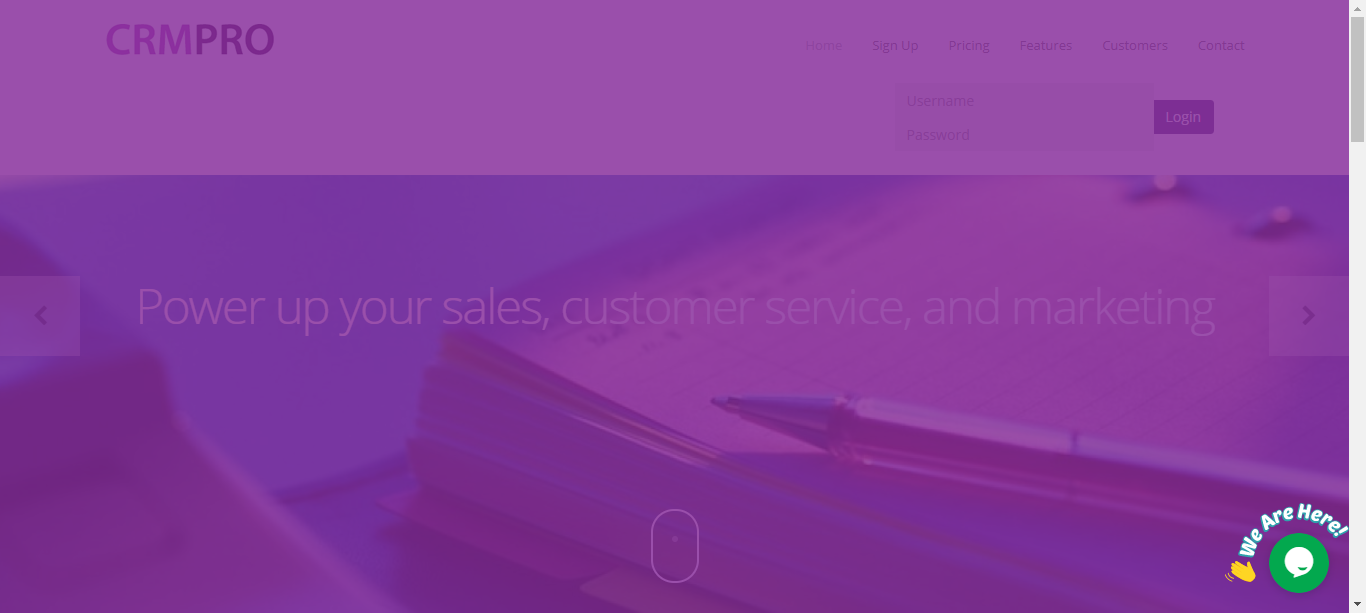 CRMPRO
Home Sign Up Pricing Features Customers Contact
Username
Login
Password
Power up your sales, customer service, and marketing
We Are Here!